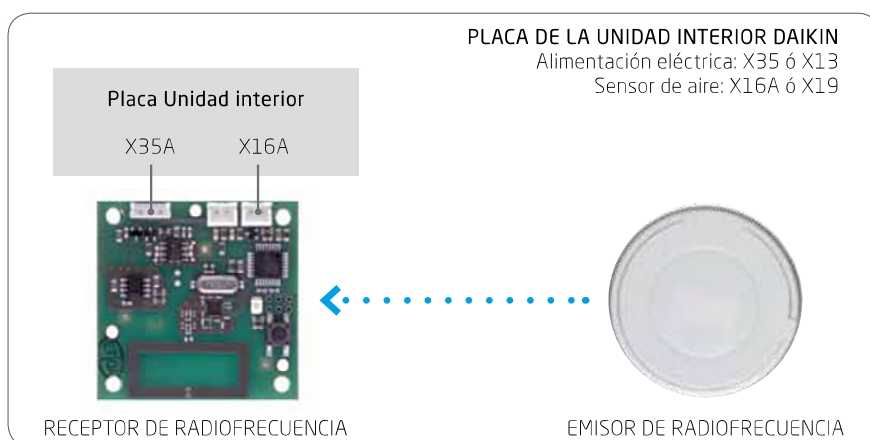 PLACA DE LA UNIDAD INTERIOR DAIKIN
Alimentación eléctrica: X35 ó X13
Sensor de aire: X16A ó X19
Placa Unidad interior
X35A
X16A
RECEPTOR DE RADIOFRECUENCIA
EMISOR DE RADIOFRECUENCIA